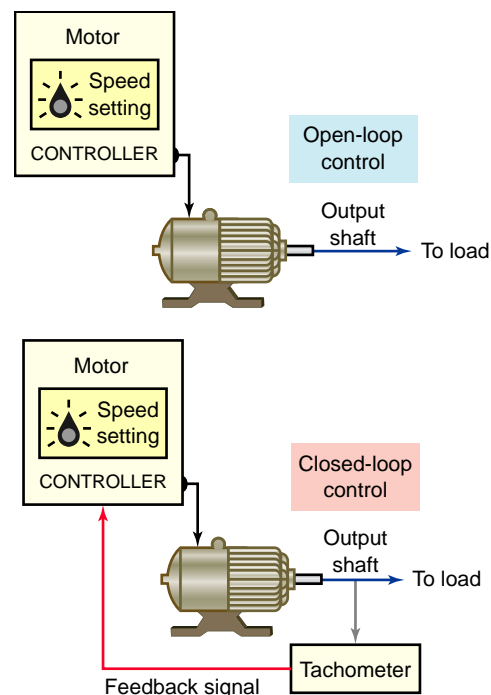 Motor
Speed
setting
CONTROLLER
Open-loop
control
Output
shaft
To load
Motor
Speed
setting
CONTROLLER
Closed-loop
control
Output
shaft
To load
Tachometer
Feedback signal